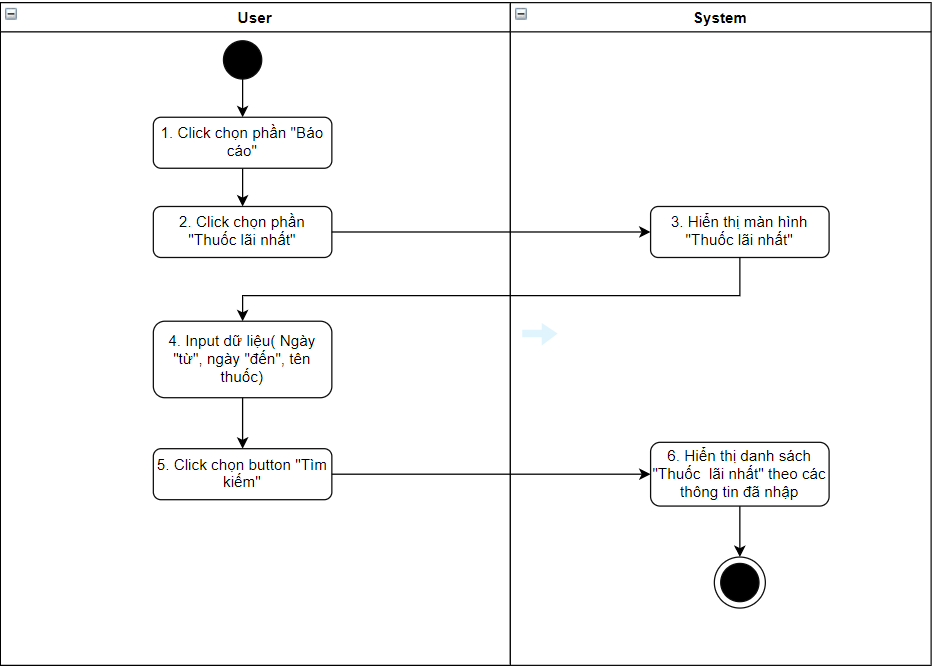 User
System
1. Click chọn phần "Báo
cáo"
2. Click chọn phần
"Thuốc lãi nhất"
3. Hiển thị màn hình
"Thuốc lãi nhất"
4. Input dữ liệu( Ngày
"từ", ngày "đến", tên
thuốc)
5. Click chọn button "Tìm
kiếm"
6. Hiển thị danh sách
"Thuốc  lãi nhất" theo các
thông tin đã nhập